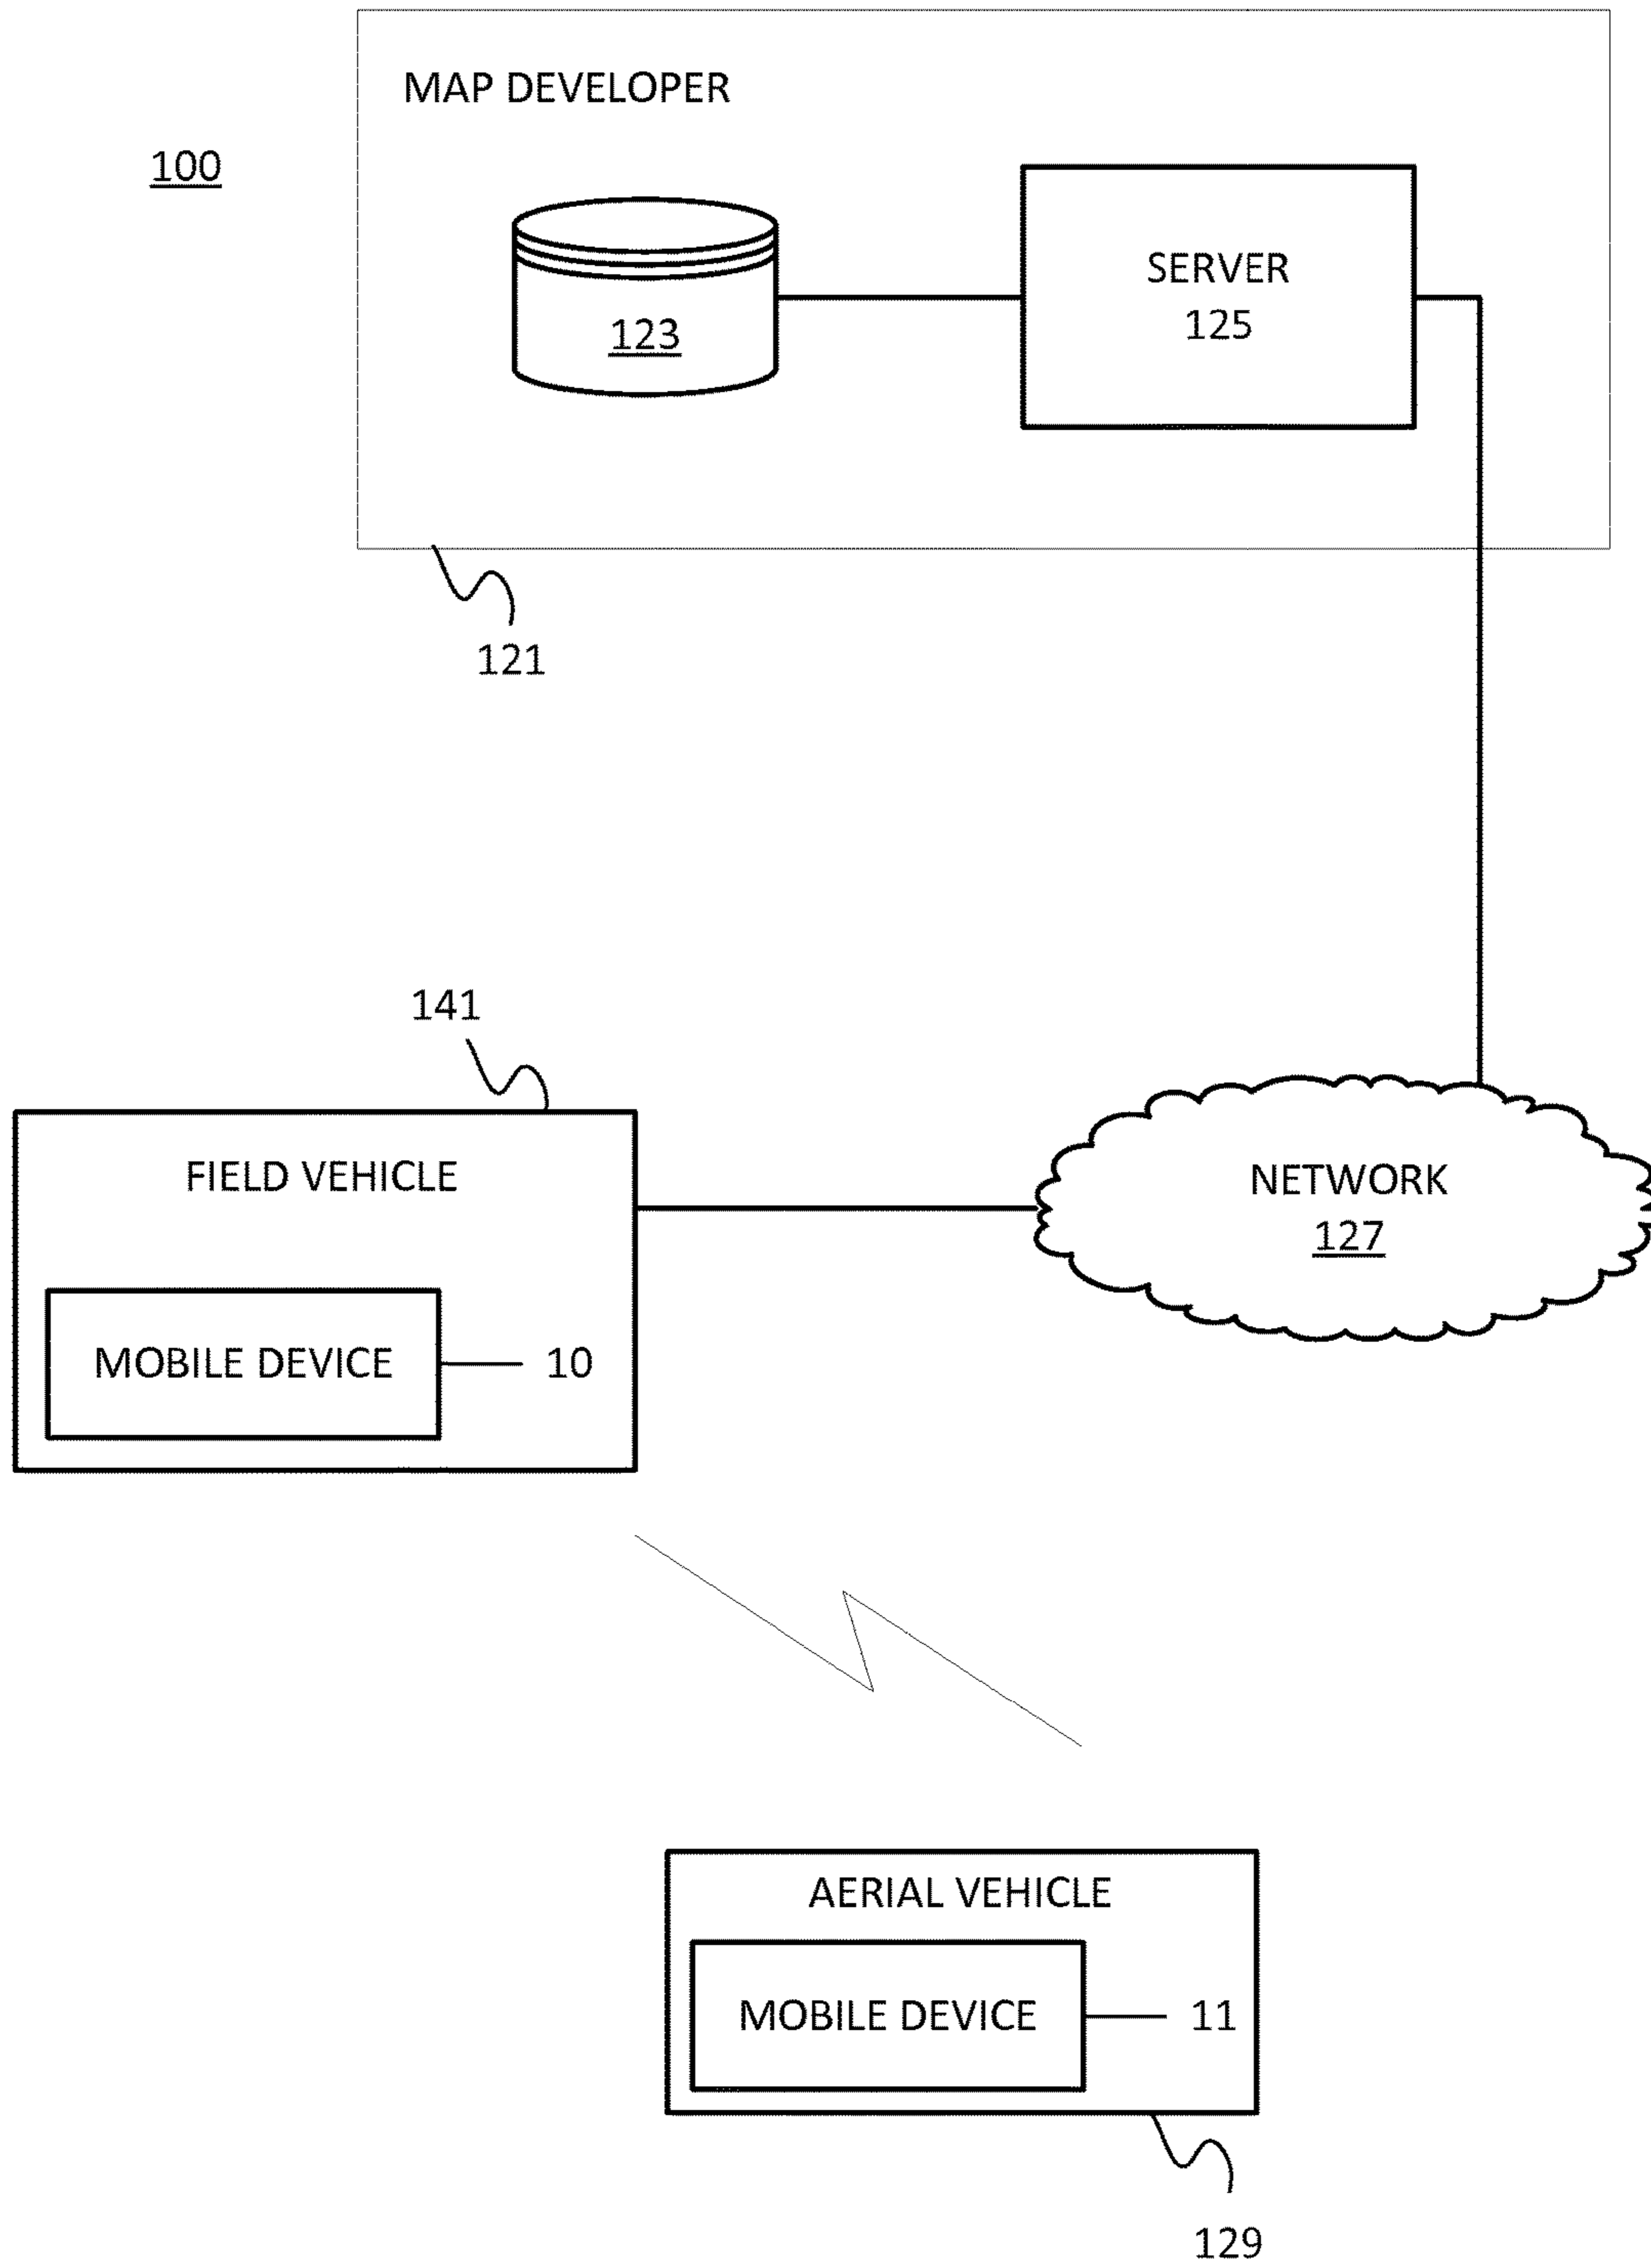 MAP DEVELOPER
100
SERVER
125
123
121
141
FIELD VEHICLE
NETWORK
127
MOBILE DEVICE
10
AERIAL VEHICLE
MOBILE DEVICE
11
129